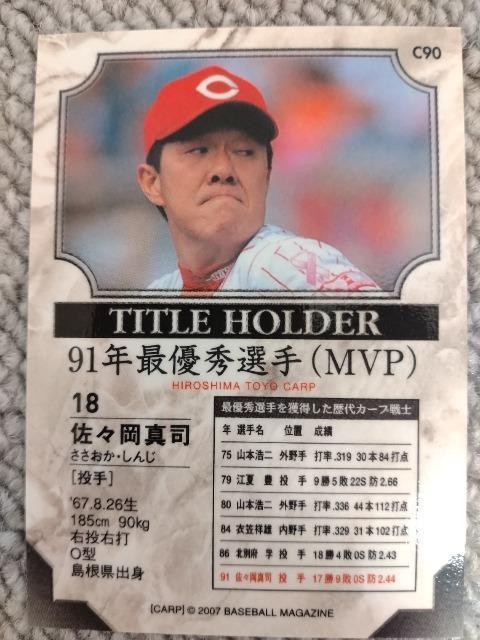 C90
TITLE HOLDER
91年最優秀選手(MVP)
HIROSHIMA TOYO CARP
18
佐々岡真司
ささおか・しんじ
[投手]
'67.8.26生
185cm 90kg
右投右打
O型
島根県出身
最優秀選手を獲得した歴代カープ戦士
年 選手名 位置 成績
75 山本浩二 外野手 打率.319 30本84打点
79 江夏 豊 投手 9勝5敗22S防2.66
80 山本浩二 外野手 打率.336 44本112打点
84 衣笠祥雄 内野手 打率.329 31本102打点
86 北別府 学 投手 18勝4敗0S防2.43
91 佐々岡真司 投手 17勝9敗0S防2.44
[CARP] © 2007 BASEBALL MAGAZINE